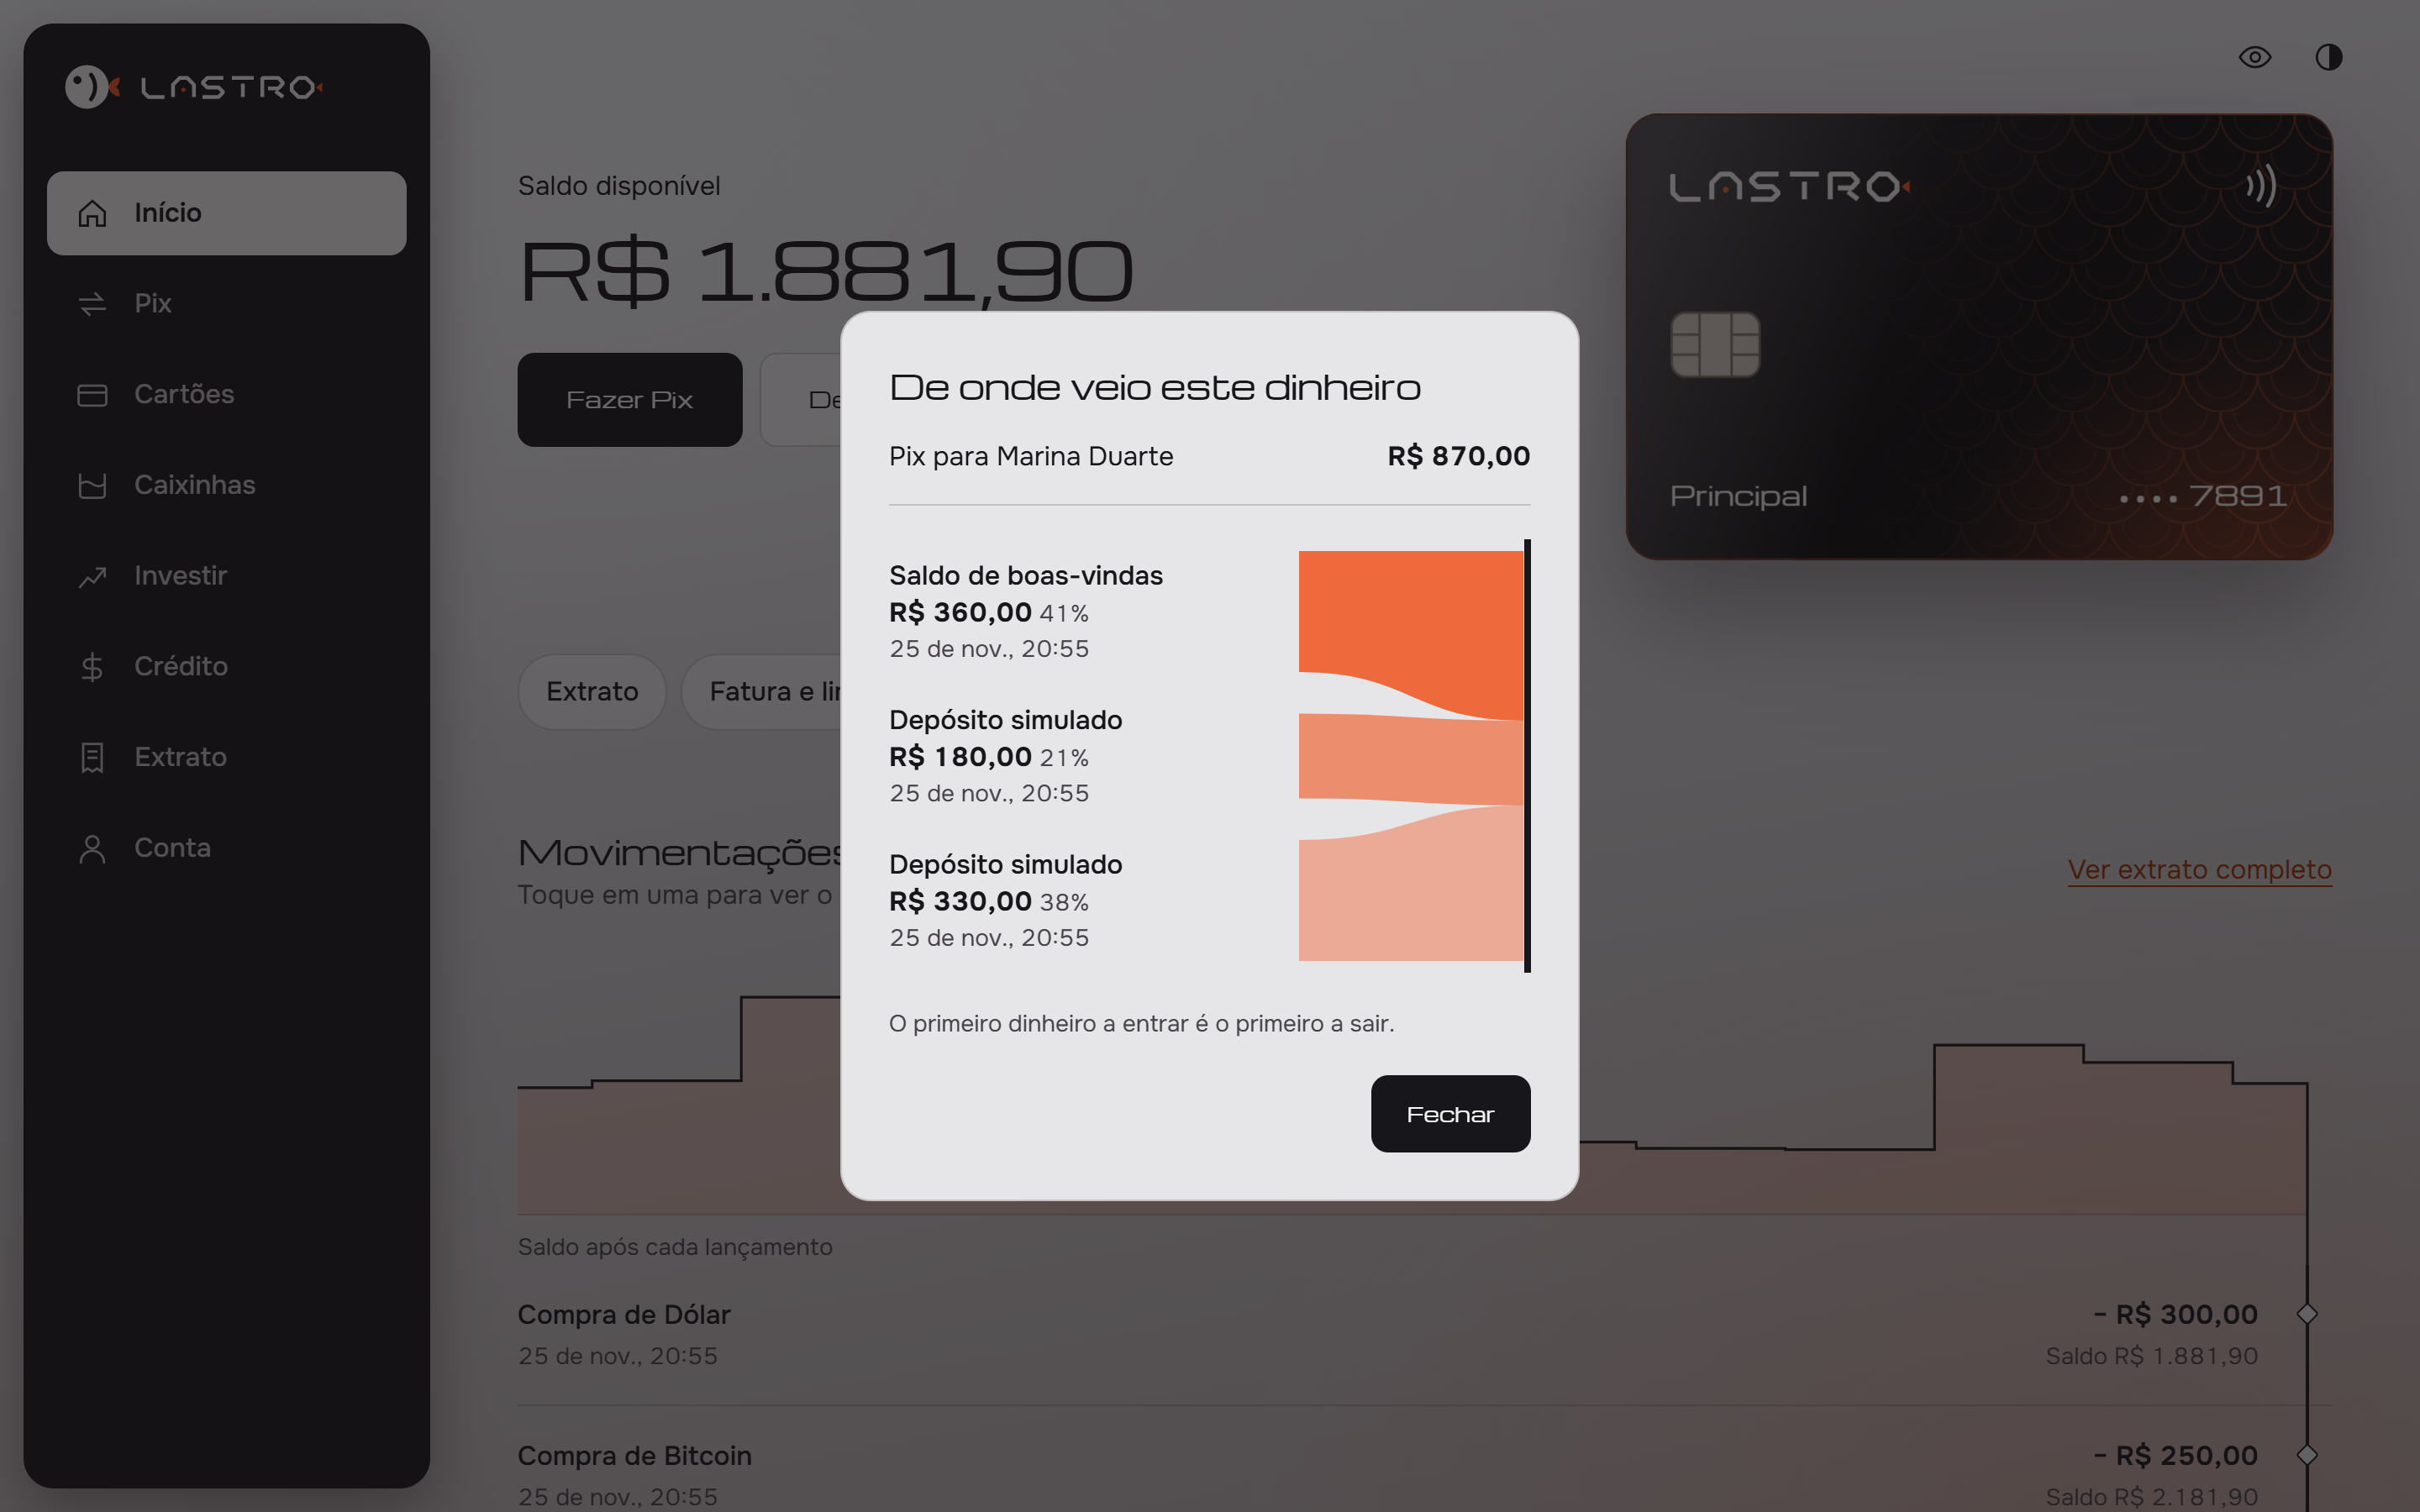 LASTRO
Início
Pix
Cartões
Caixinhas
Investir
Crédito
Extrato
Conta
Saldo disponível
R$ 1.881,90
Fazer Pix
Extrato
Movimentações
Toque em uma para ver o
Ver extrato completo
LASTRO
Principal
•••• 7891
De onde veio este dinheiro
Pix para Marina Duarte R$ 870,00
Saldo de boas-vindas
R$ 360,00 41%
25 de nov., 20:55
Depósito simulado
R$ 180,00 21%
25 de nov., 20:55
Depósito simulado
R$ 330,00 38%
25 de nov., 20:55
O primeiro dinheiro a entrar é o primeiro a sair.
Fechar
Fatura e
Saldo após cada lançamento
Compra de Dólar − R$ 300,00
25 de nov., 20:55 Saldo R$ 1.881,90
Compra de Bitcoin − R$ 250,00
25 de nov., 20:55 Saldo R$ 2.181,90